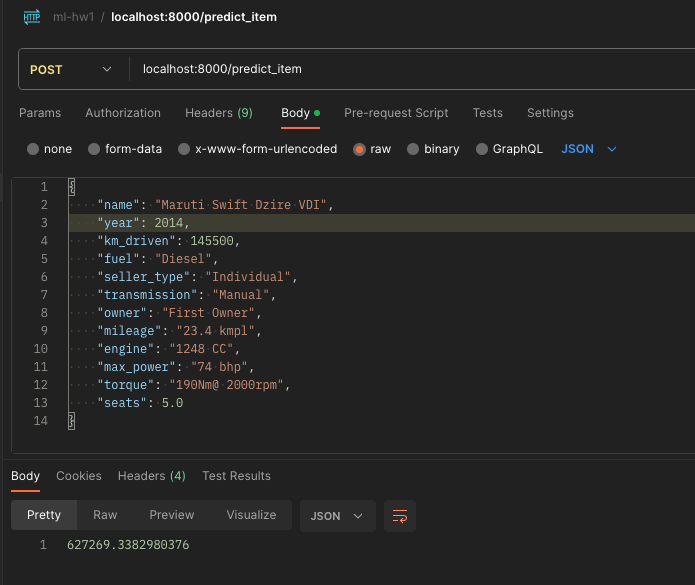 HTTP ml-hw1 / localhost:8000/predict_item
POST localhost:8000/predict_item
Params Authorization Headers (9) Body Pre-request Script Tests Settings
none form-data x-www-form-urlencoded raw binary GraphQL JSON
1 {
2 "name": "Maruti Swift Dzire VDI",
3 "year": 2014,
4 "km_driven": 145500,
5 "fuel": "Diesel",
6 "seller_type": "Individual",
7 "transmission": "Manual",
8 "owner": "First Owner",
9 "mileage": "23.4 kmpl",
10 "engine": "1248 CC",
11 "max_power": "74 bhp",
12 "torque": "190Nm@ 2000rpm",
13 "seats": 5.0
14 }
Body Cookies Headers (4) Test Results
Pretty Raw Preview Visualize JSON
1 627269.3382980376